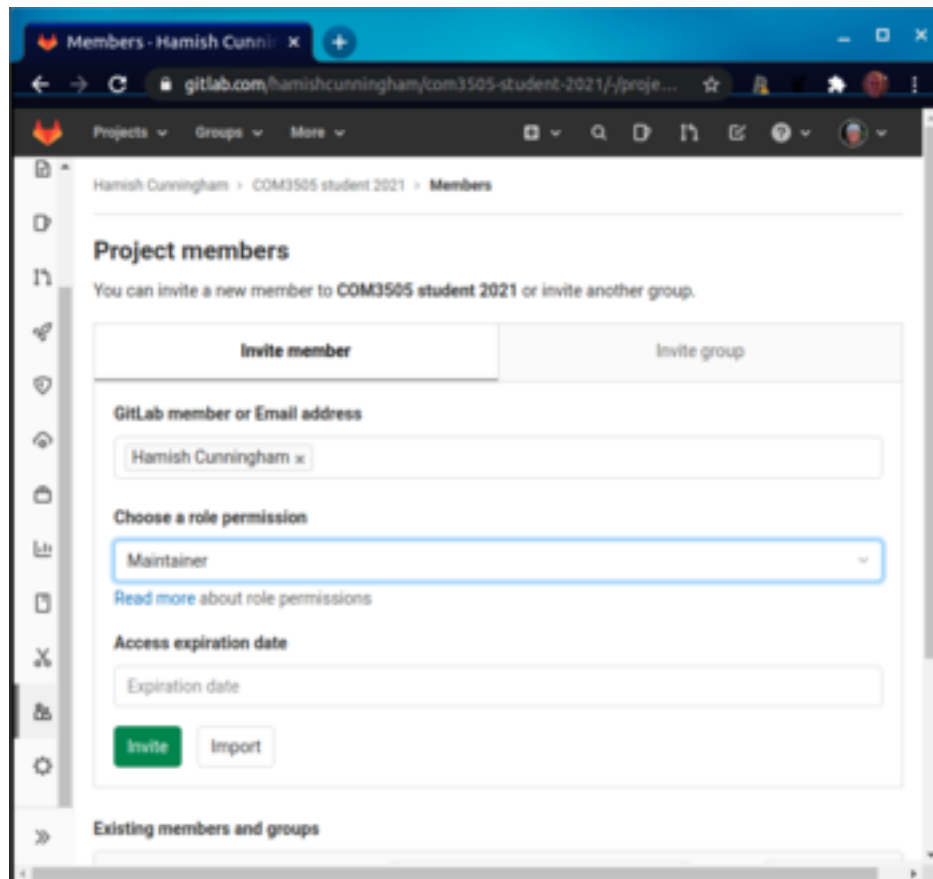 Members - Hamish Cunnin
gitlab.com/hamishcunningham/com3505-student-2021/-/proje...
Projects Groups More
Hamish Cunningham > COM3505 student 2021 > Members
Project members
You can invite a new member to COM3505 student 2021 or invite another group.
Invite member Invite group
GitLab member or Email address
Hamish Cunningham ×
Choose a role permission
Maintainer
Read more about role permissions
Access expiration date
Expiration date
Invite Import
Existing members and groups